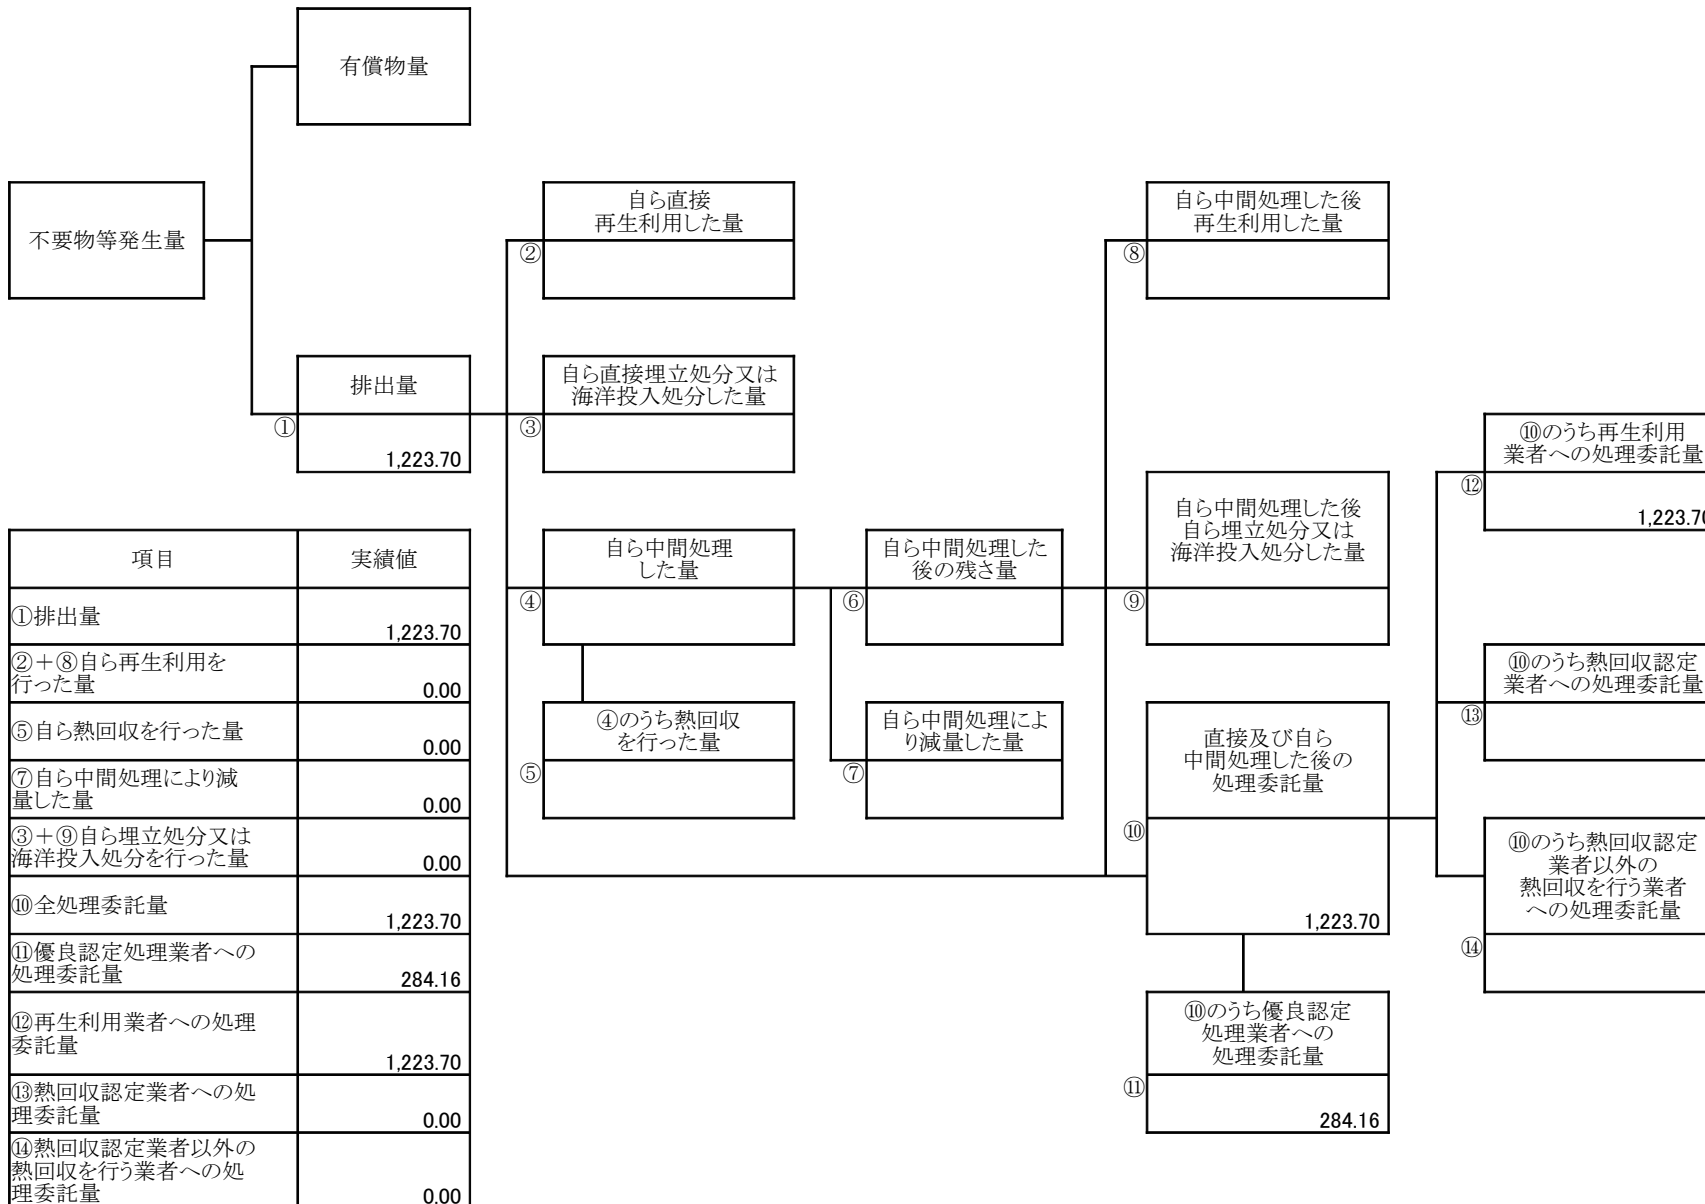 有償物量
不要物等発生量
自ら直接
再生利用した量
②
自ら中間処理した後
再生利用した量
⑧
排出量
①
1,223.70
自ら直接埋立処分又は
海洋投入処分した量
③
⑩のうち再生利用
業者への処理委託量
⑫
1,223.70
自ら中間処理
した量
④
自ら中間処理した
後の残さ量
⑥
自ら中間処理した後
自ら埋立処分又は
海洋投入処分した量
⑨
⑩のうち熱回収認定
業者への処理委託量
⑬
④のうち熱回収
を行った量
⑤
自ら中間処理によ
り減量した量
⑦
直接及び自ら
中間処理した後の
処理委託量
⑩
1,223.70
⑩のうち熱回収認定
業者以外の
熱回収を行う業者
への処理委託量
⑭
⑩のうち優良認定
処理業者への
処理委託量
⑪
284.16
項目 実績値
①排出量
1,223.70
②+⑧自ら再生利用を
行った量
0.00
⑤自ら熱回収を行った量
0.00
⑦自ら中間処理により減
量した量
0.00
③+⑨自ら埋立処分又は
海洋投入処分を行った量
0.00
⑩全処理委託量
1,223.70
⑪優良認定処理業者への
処理委託量
284.16
⑫再生利用業者への処理
委託量
1,223.70
⑬熱回収認定業者への処
理委託量
0.00
⑭熱回収認定業者以外の
熱回収を行う業者への処
理委託量
0.00